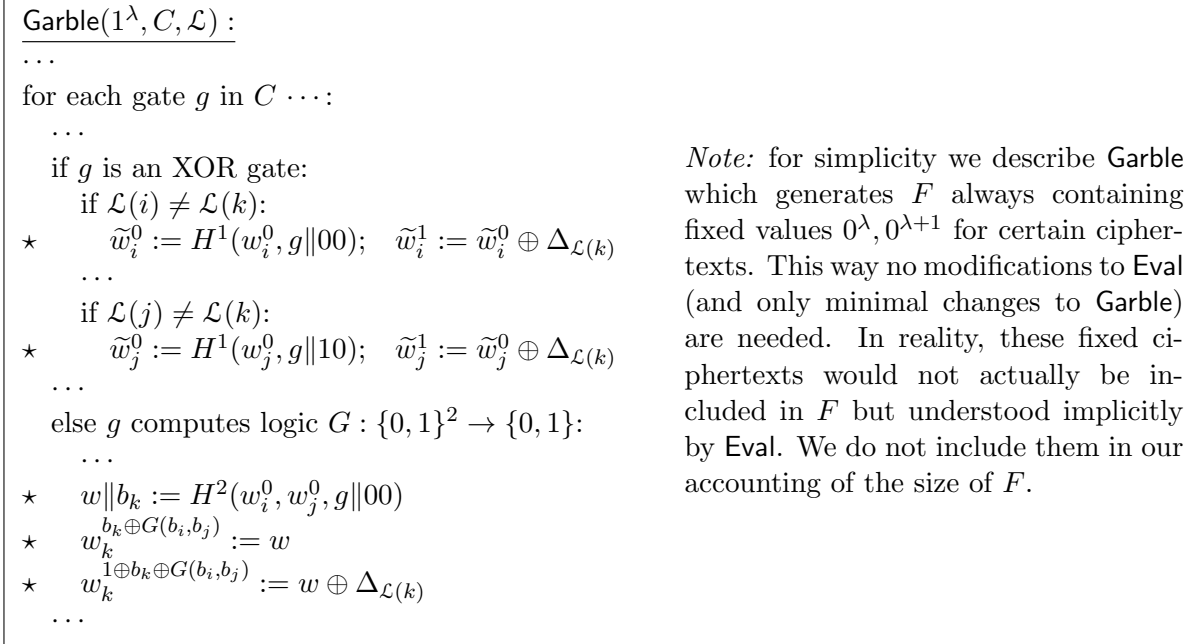 Garble(1^λ, C, ℒ) :
· · ·
for each gate g in C · · · :
· · ·
if g is an XOR gate:
if ℒ(i) ≠ ℒ(k):
⋆ w̃_i^0 := H^1(w_i^0, g‖00); w̃_i^1 := w̃_i^0 ⊕ Δ_{ℒ(k)}
· · ·
if ℒ(j) ≠ ℒ(k):
⋆ w̃_j^0 := H^1(w_j^0, g‖10); w̃_j^1 := w̃_j^0 ⊕ Δ_{ℒ(k)}
· · ·
else g computes logic G : {0, 1}^2 → {0, 1}:
· · ·
⋆ w‖b_k := H^2(w_i^0, w_j^0, g‖00)
⋆ w_k^{b_k⊕G(b_i,b_j)} := w
⋆ w_k^{1⊕b_k⊕G(b_i,b_j)} := w ⊕ Δ_{ℒ(k)}
· · ·
Note: for simplicity we describe Garble
which generates F always containing
fixed values 0^λ, 0^{λ+1} for certain cipher-
texts. This way no modifications to Eval
(and only minimal changes to Garble)
are needed. In reality, these fixed ci-
phertexts would not actually be in-
cluded in F but understood implicitly
by Eval. We do not include them in our
accounting of the size of F.